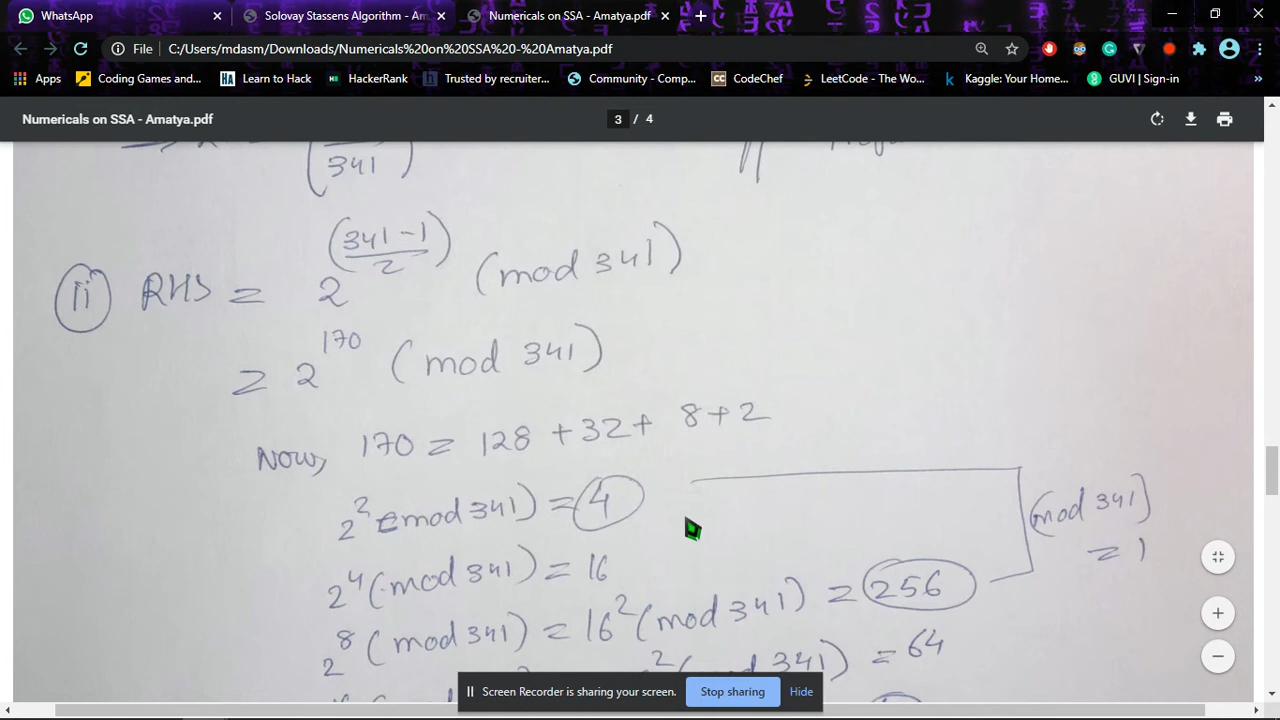 WhatsApp
Solovay Stassens Algorithm - Am
Numericals on SSA - Amatya.pdf
File C:/Users/mdasm/Downloads/Numericals%20on%20SSA%20-%20Amatya.pdf
Apps Coding Games and... Learn to Hack HackerRank Trusted by recruiter... Community - Comp... CodeChef LeetCode - The Wo... Kaggle: Your Home... GUVI | Sign-in »
Numericals on SSA - Amatya.pdf 3 / 4
(341)
(ii) RHS = 2^((341-1)/2) (mod 341)
= 2^170 (mod 341)
Now, 170 = 128 + 32 + 8 + 2
2^2 (mod 341) = 4
(mod 341) = 1
2^4 (mod 341) = 16
2^8 (mod 341) = 16^2 (mod 341) = 256
(mod 341) = 64
Screen Recorder is sharing your screen. Stop sharing Hide